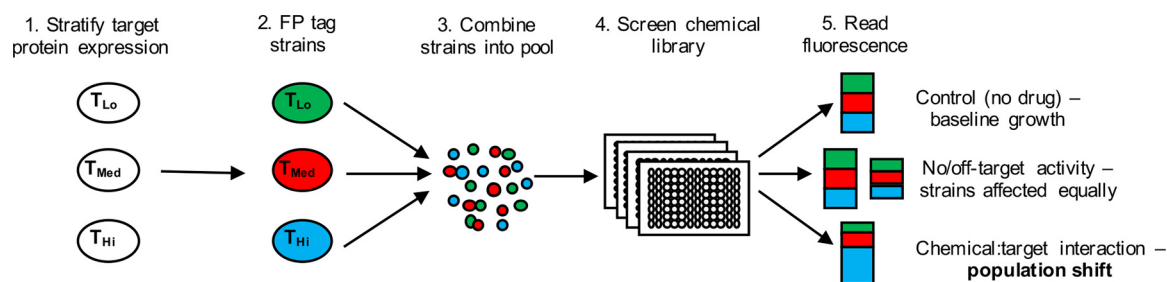 1. Stratify target
protein expression
2. FP tag
strains
3. Combine
strains into pool
4. Screen chemical
library
5. Read
fluorescence
TLo
TMed
THi
TLo
TMed
THi
Control (no drug) –
baseline growth
No/off-target activity –
strains affected equally
Chemical:target interaction –
population shift